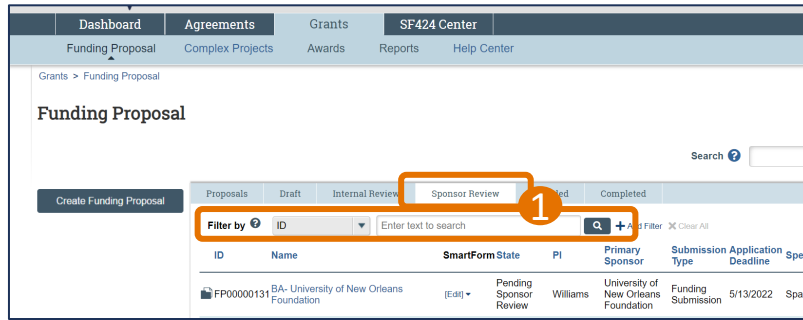 Dashboard Agreements Grants SF424 Center
Funding Proposal Complex Projects Awards Reports Help Center
Grants > Funding Proposal
Funding Proposal
Search ?
Create Funding Proposal
Proposals Draft Internal Review Sponsor Review Completed
1
Filter by ? ID Enter text to search Filter Clear All
ID Name SmartForm State PI Primary Sponsor Submission Type Application Deadline
FP00000131 BA- University of New Orleans Foundation [Edit] Pending Sponsor Review Williams University of New Orleans Foundation Funding Submission 5/13/2022